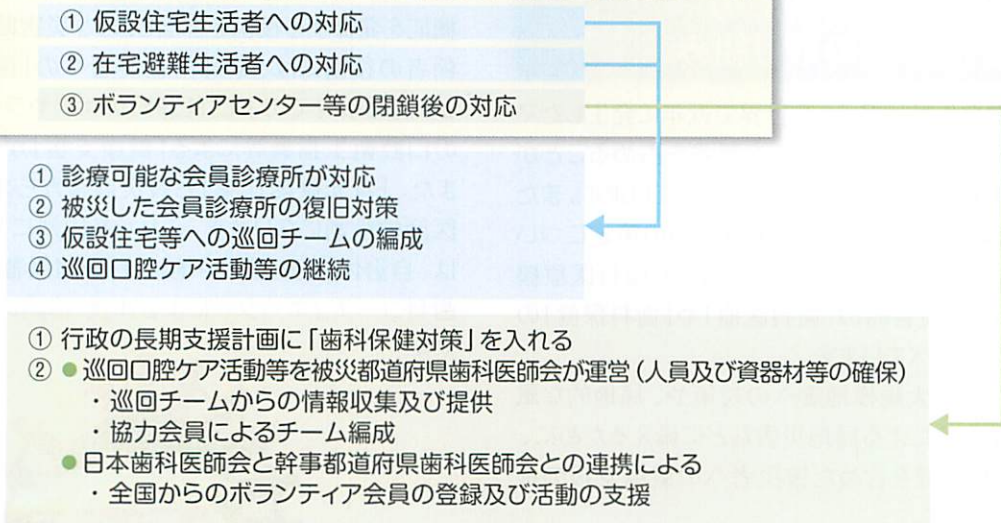 ① 仮設住宅生活者への対応
② 在宅避難生活者への対応
③ ボランティアセンター等の閉鎖後の対応
① 診療可能な会員診療所が対応
② 被災した会員診療所の復旧対策
③ 仮設住宅等への巡回チームの編成
④ 巡回口腔ケア活動等の継続
① 行政の長期支援計画に「歯科保健対策」を入れる
② ●巡回口腔ケア活動等を被災都道府県歯科医師会が運営(人員及び資器材等の確保)
・巡回チームからの情報収集及び提供
・協力会員によるチーム編成
●日本歯科医師会と幹事都道府県歯科医師会との連携による
・全国からのボランティア会員の登録及び活動の支援